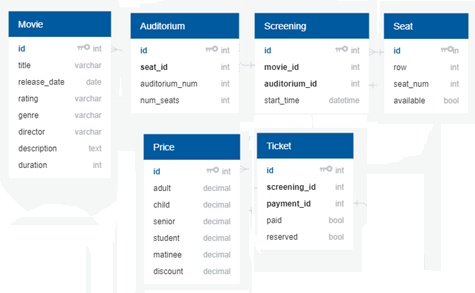 Movie
id int
title varchar
release_date date
rating varchar
genre varchar
director varchar
description text
duration int
Auditorium
id int
seat_id int
auditorium_num int
num_seats int
Screening
id int
movie_id int
auditorium_id int
start_time datetime
Seat
id in
row int
seat_num int
available bool
Price
id int
adult decimal
child decimal
senior decimal
student decimal
matinee decimal
discount decimal
Ticket
id int
screening_id int
payment_id int
paid bool
reserved bool